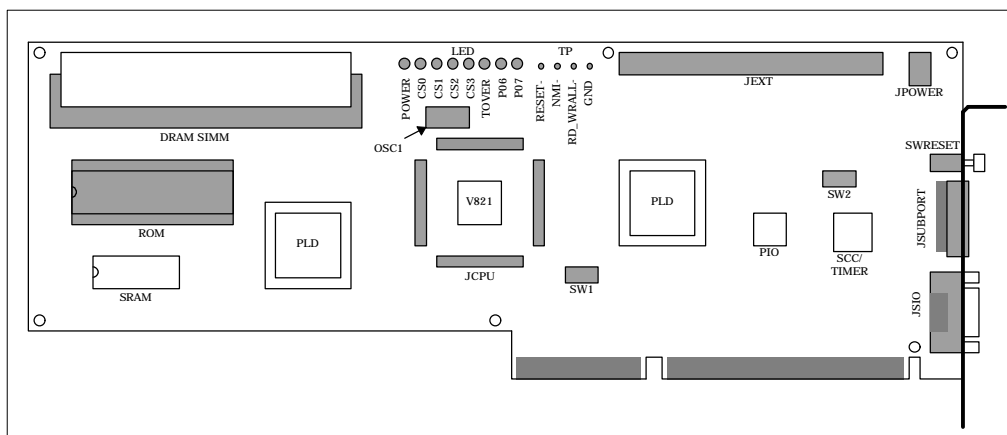 LED
TP
POWER
CS0
CS1
CS2
CS3
TOVER
P06
P07
RESET-
NMI-
RD_WRALL-
GND
JEXT
JPOWER
DRAM SIMM
OSC1
SWRESET
ROM
PLD
V821
PLD
SW2
JSUBPORT
PIO
SCC/
TIMER
SRAM
JCPU
SW1
JSIO